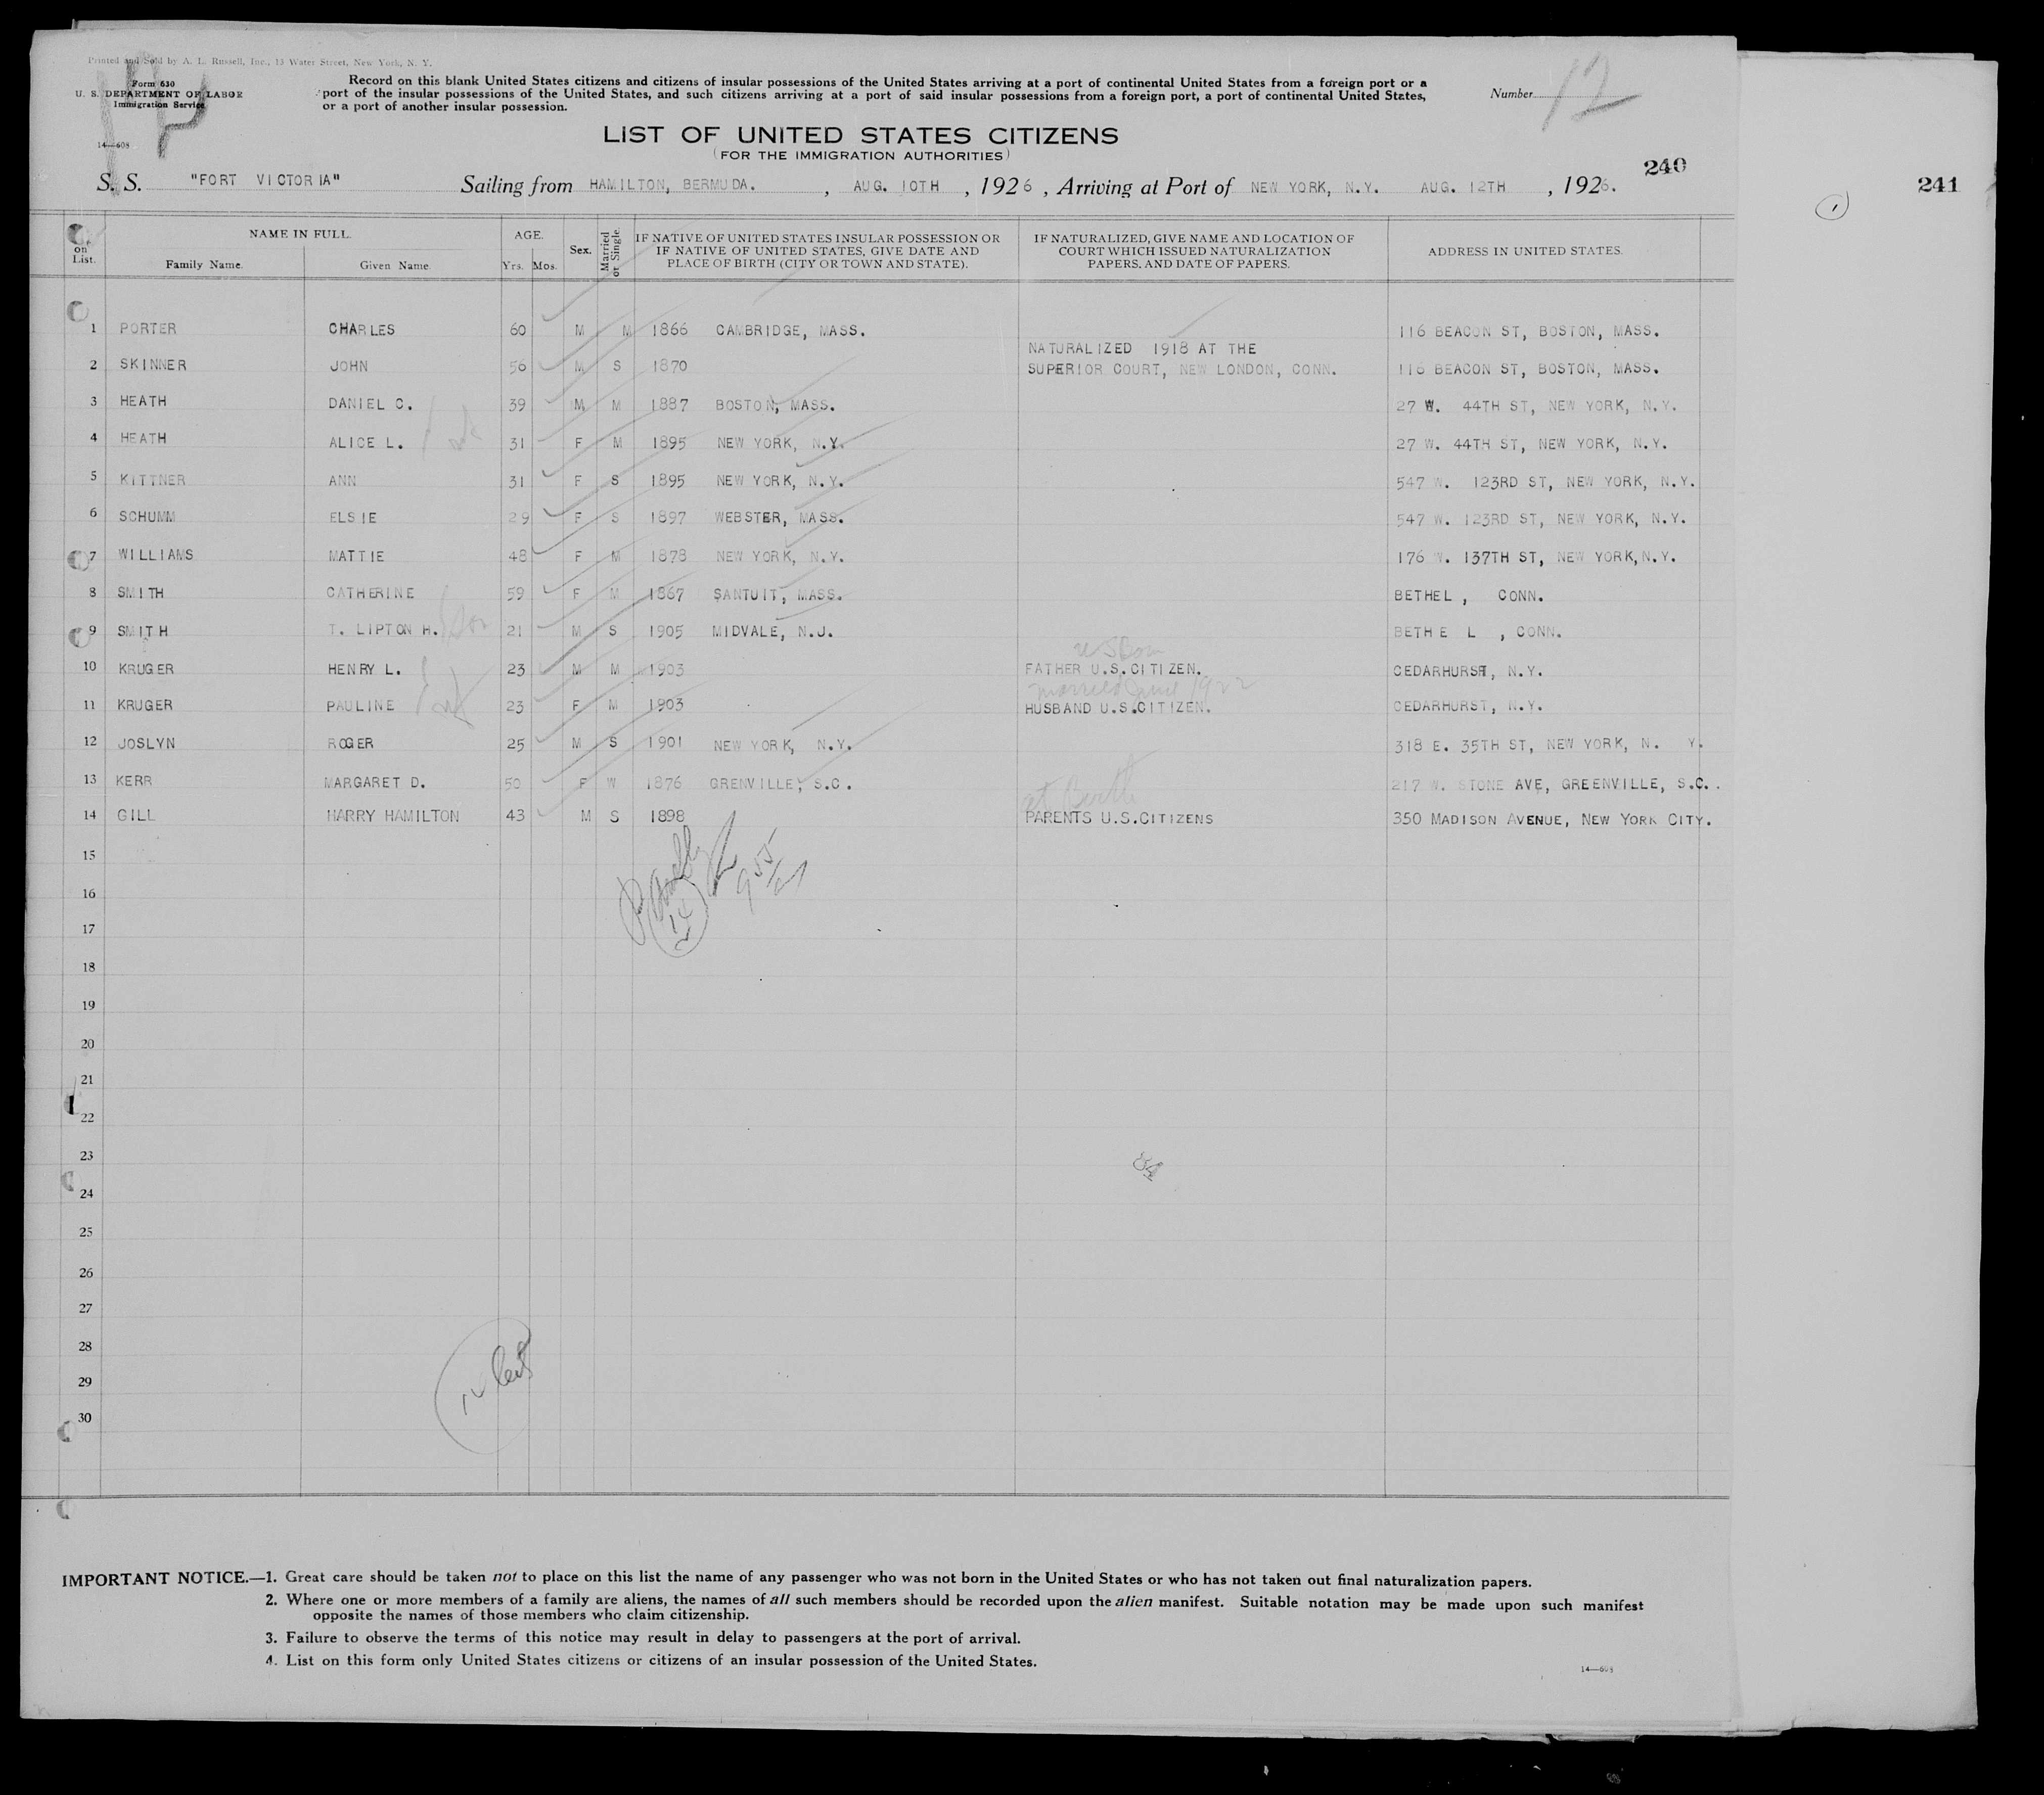 Printed and Sold by A. L. Russell, Inc., 13 Water Street, New York, N. Y.
Form 630
U. S. DEPARTMENT OF LABOR
Immigration Service
14—608
Record on this blank United States citizens and citizens of insular possessions of the United States arriving at a port of continental United States from a foreign port or a
port of the insular possessions of the United States, and such citizens arriving at a port of said insular possessions from a foreign port, a port of continental United States,
or a port of another insular possession.
Number 12
LIST OF UNITED STATES CITIZENS
(FOR THE IMMIGRATION AUTHORITIES)
240
241
1
S. S. "FORT VICTORIA" Sailing from HAMILTON, BERMUDA. , AUG. 10TH , 1926 , Arriving at Port of NEW YORK, N.Y. AUG. 12TH , 1926.
on List. NAME IN FULL. Family Name. Given Name. AGE. Yrs. Mos. Sex. Married or Single. IF NATIVE OF UNITED STATES INSULAR POSSESSION OR IF NATIVE OF UNITED STATES, GIVE DATE AND PLACE OF BIRTH (CITY OR TOWN AND STATE). IF NATURALIZED, GIVE NAME AND LOCATION OF COURT WHICH ISSUED NATURALIZATION PAPERS, AND DATE OF PAPERS. ADDRESS IN UNITED STATES.
1 PORTER CHARLES 60 M M 1866 CAMBRIDGE, MASS. 116 BEACON ST, BOSTON, MASS.
NATURALIZED 1918 AT THE
2 SKINNER JOHN 56 M S 1870 SUPERIOR COURT, NEW LONDON, CONN. 116 BEACON ST, BOSTON, MASS.
3 HEATH DANIEL C. 39 M M 1887 BOSTON, MASS. 27 W. 44TH ST, NEW YORK, N.Y.
4 HEATH ALICE L. 31 F M 1895 NEW YORK, N.Y. 27 W. 44TH ST, NEW YORK, N.Y.
5 KITTNER ANN 31 F S 1895 NEW YORK, N.Y. 547 W. 123RD ST, NEW YORK, N.Y.
6 SCHUMM ELSIE 29 F S 1897 WEBSTER, MASS. 547 W. 123RD ST, NEW YORK, N.Y.
7 WILLIAMS MATTIE 48 F M 1878 NEW YORK, N.Y. 176 W. 137TH ST, NEW YORK,N.Y.
8 SMITH CATHERINE 59 F M 1867 SANTUIT, MASS. BETHEL , CONN.
9 SMITH T. LIPTON H. son 21 M S 1905 MIDVALE, N.J. BETHE L , CONN.
US Born
10 KRUGER HENRY L. 23 M M 1903 FATHER U.S.CITIZEN. CEDARHURST, N.Y.
married June 1922
11 KRUGER PAULINE 23 F M 1903 HUSBAND U.S.CITIZEN. CEDARHURST, N.Y.
12 JOSLYN ROGER 25 M S 1901 NEW YORK, N.Y. 318 E. 35TH ST, NEW YORK, N. Y.
13 KERR MARGARET D. 50 F W 1876 GRENVILLE, S.C. 217 W. STONE AVE, GREENVILLE, S.C. .
at Birth
14 GILL HARRY HAMILTON 43 M S 1898 PARENTS U.S.CITIZENS 350 MADISON AVENUE, NEW YORK CITY.
15
16
17
18
19
20
21
22
23
24
25
26
27
28
29
30
IMPORTANT NOTICE.—1. Great care should be taken not to place on this list the name of any passenger who was not born in the United States or who has not taken out final naturalization papers.
2. Where one or more members of a family are aliens, the names of all such members should be recorded upon the alien manifest. Suitable notation may be made upon such manifest
opposite the names of those members who claim citizenship.
3. Failure to observe the terms of this notice may result in delay to passengers at the port of arrival.
4. List on this form only United States citizens or citizens of an insular possession of the United States.
14—608